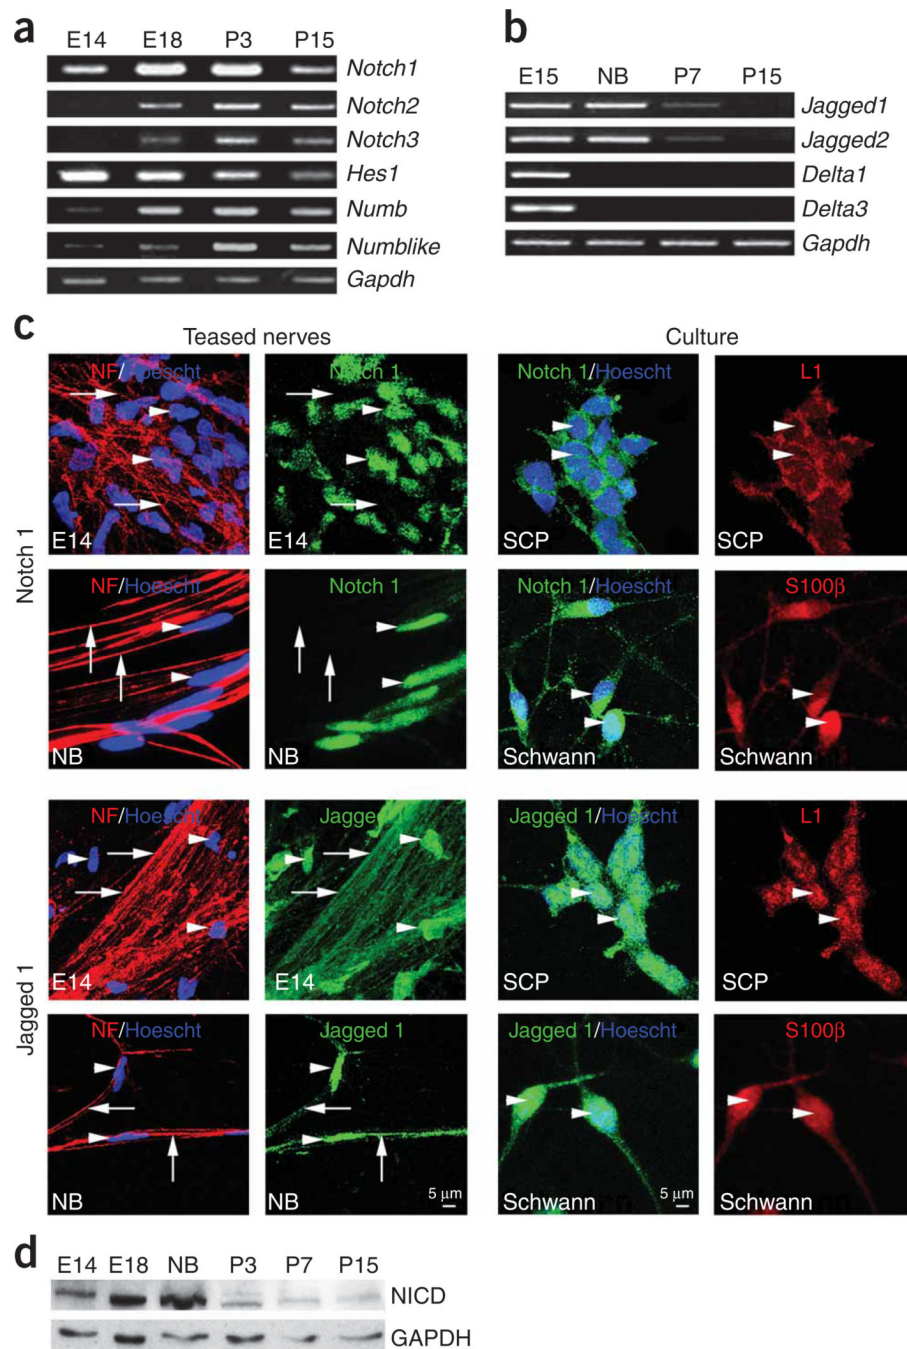 a
E14 E18 P3 P15
Notch1
Notch2
Notch3
Hes1
Numb
Numblike
Gapdh
b
E15 NB P7 P15
Jagged1
Jagged2
Delta1
Delta3
Gapdh
c
Teased nerves Culture
Notch 1
NF/Hoescht Notch 1 Notch 1/Hoescht L1
E14 E14 SCP SCP
NF/Hoescht Notch 1 Notch 1/Hoescht S100β
NB Schwann Schwann
Jagged 1
NF/Hoescht Jagged 1 Jagged 1/Hoescht L1
E14 E14 SCP SCP
NF/Hoescht Jagged 1 Jagged 1/Hoescht S100β
5 μm 5 μm
NB NB Schwann Schwann
d
E14 E18 NB P3 P7 P15
NICD
GAPDH